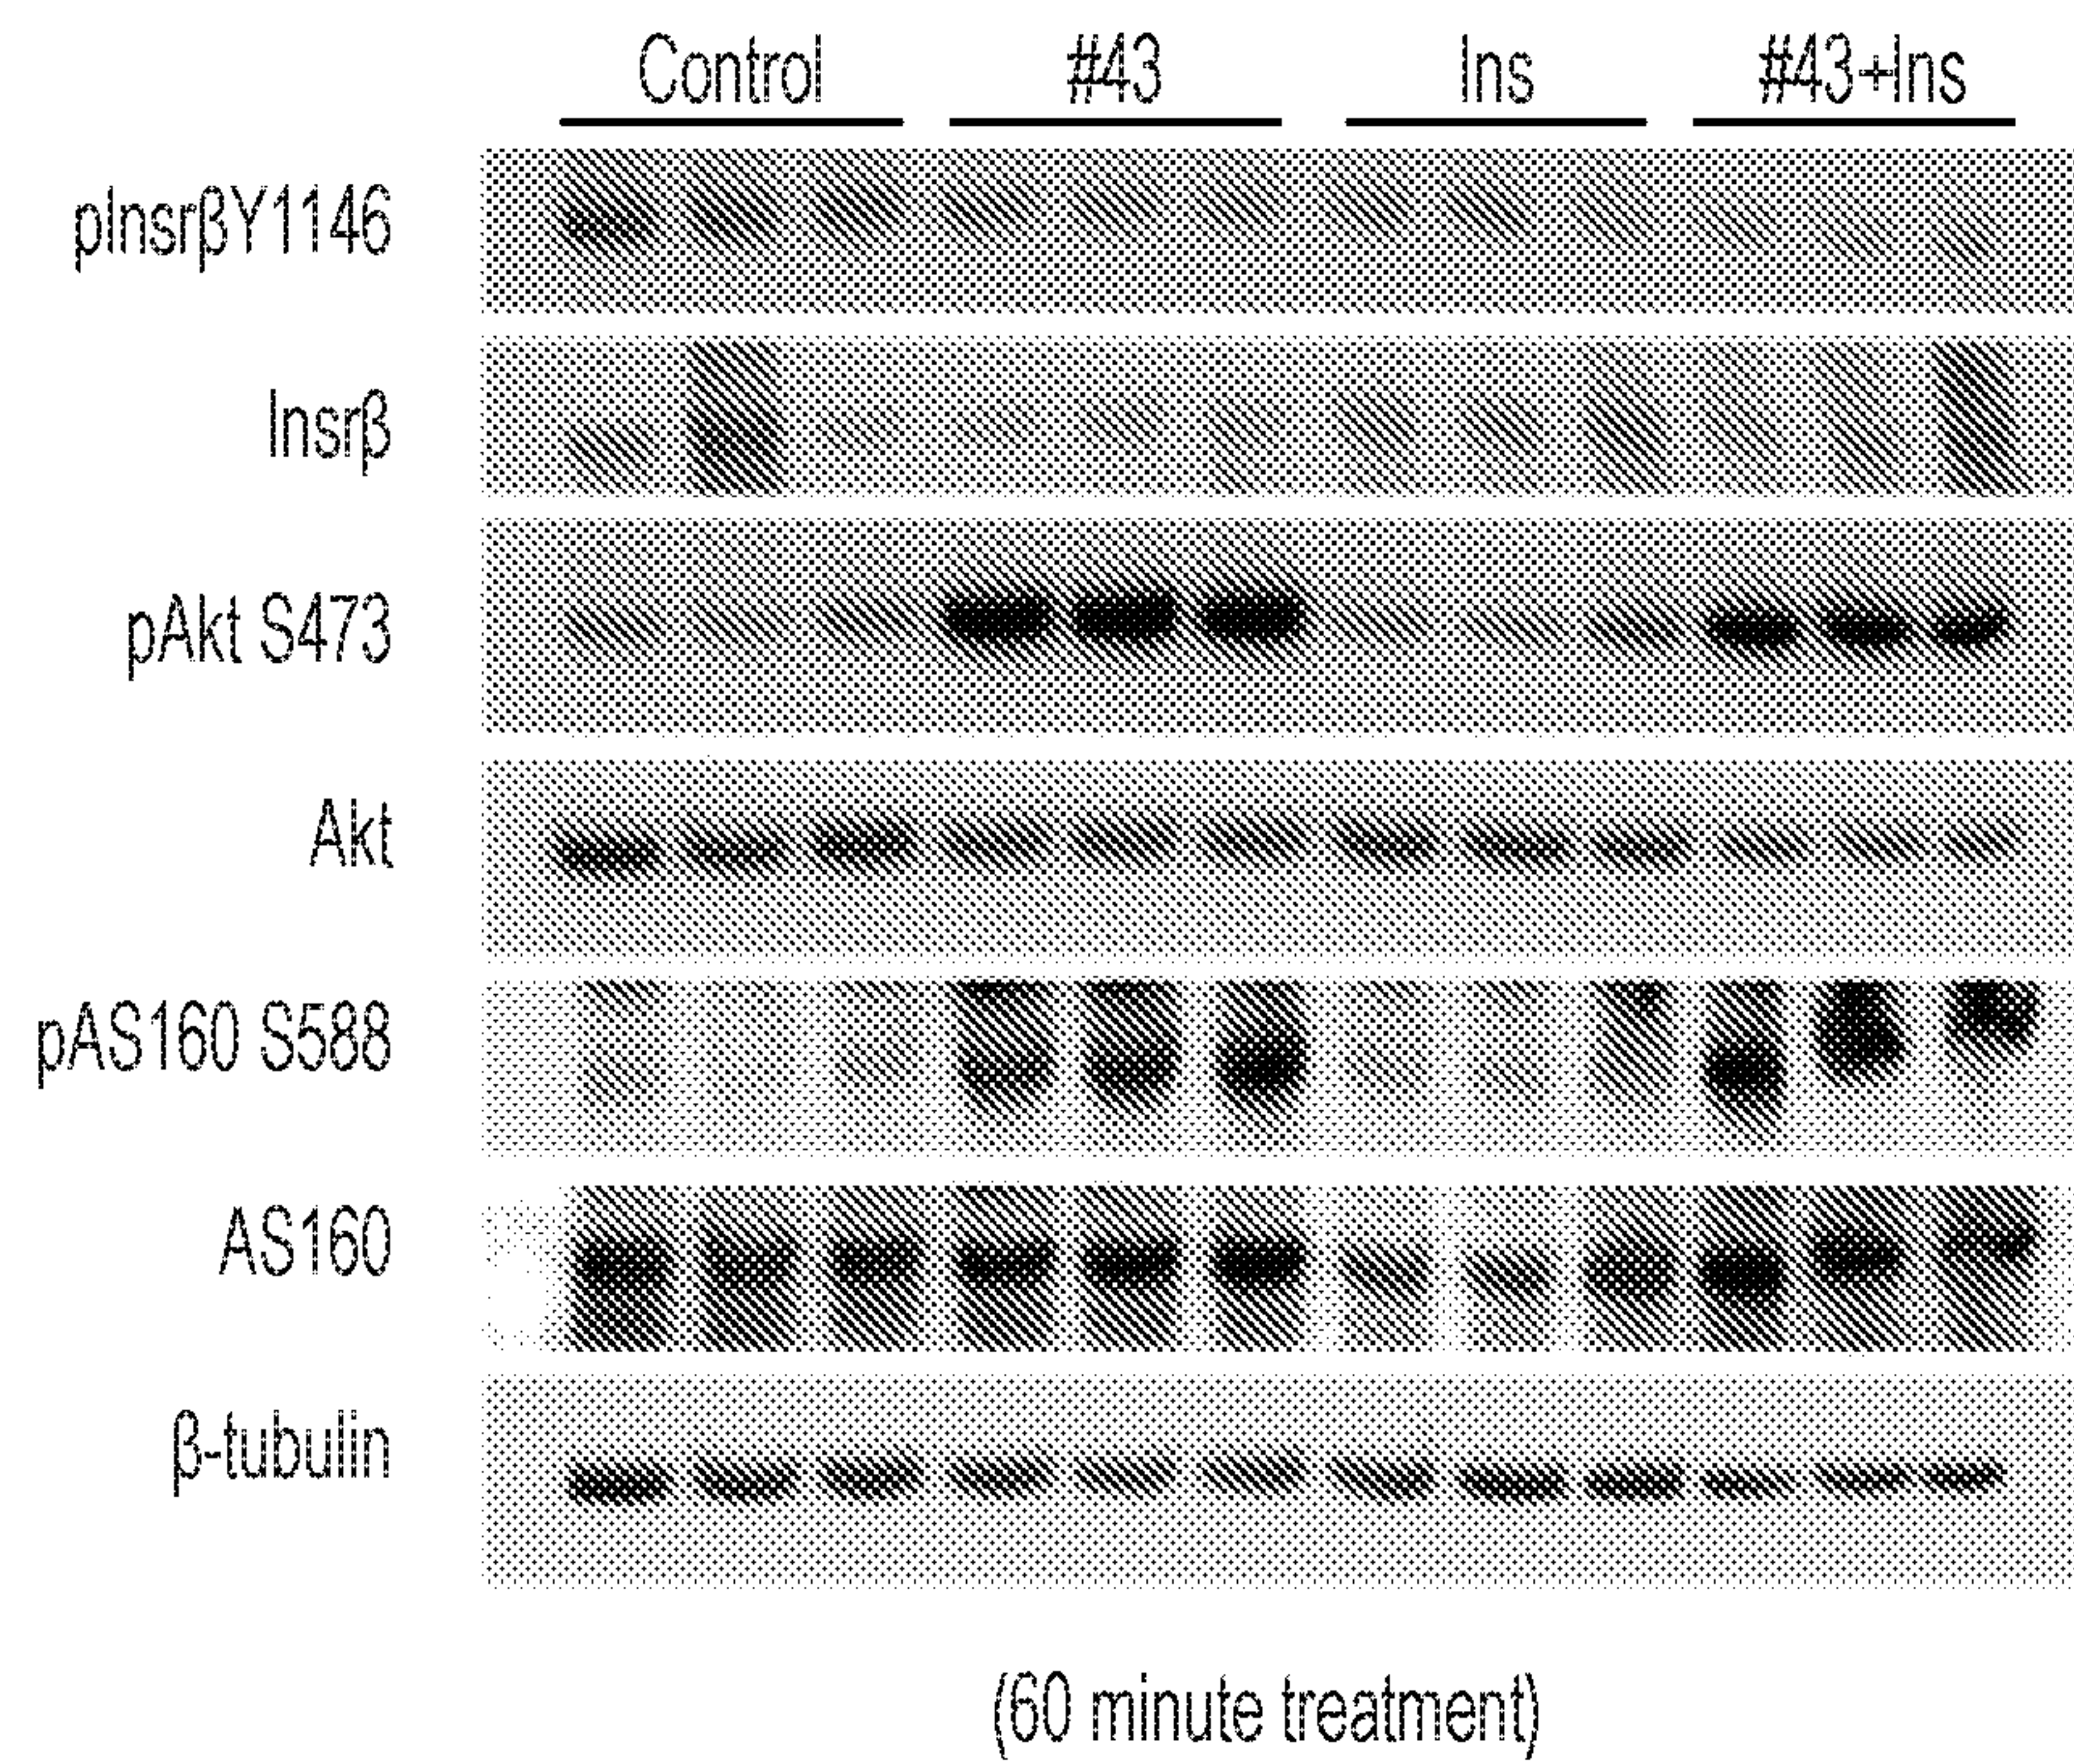 Control #43 Ins #43+Ins
pInsrβY1146
Insrβ
pAkt S473
Akt
pAS160 S588
AS160
β-tubulin
(60 minute treatment)